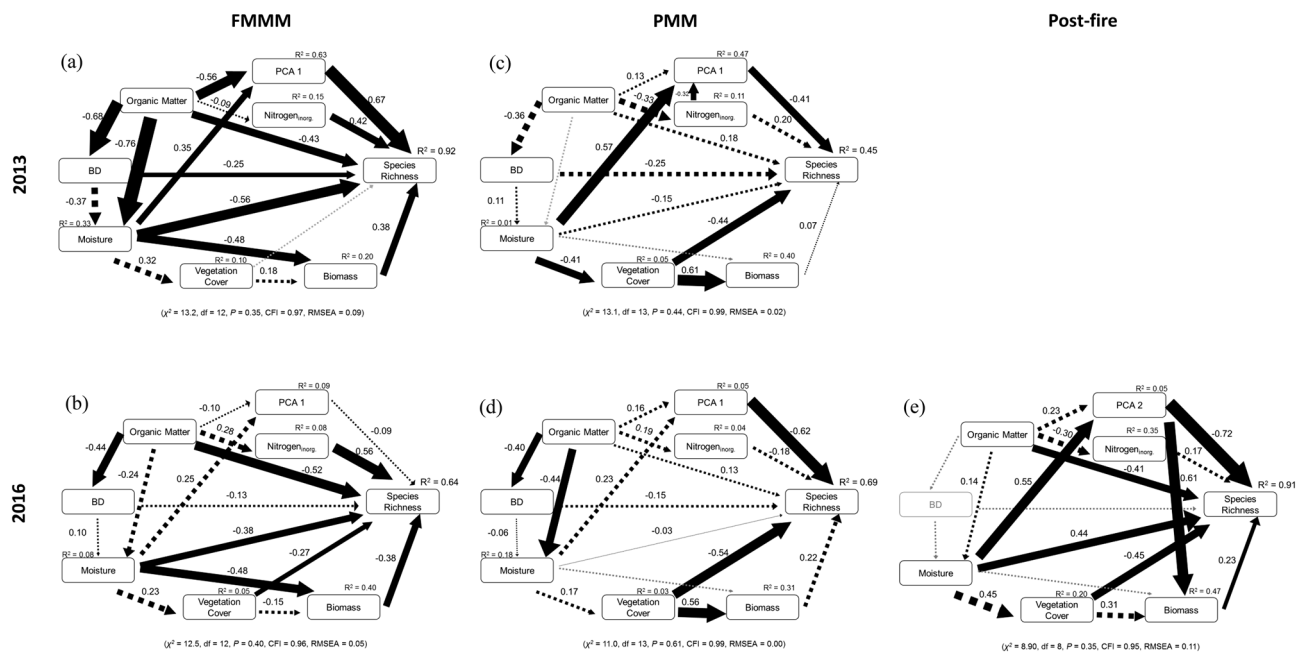 FMMM
PMM
Post-fire
2013
2016
(a)
R² = 0.63
PCA 1
-0.56
Organic Matter
-0.09
R² = 0.15
Nitrogeninorg.
0.67
0.42
-0.68
-0.76
0.35
-0.43
R² = 0.92
BD
-0.25
Species
Richness
-0.37
R² = 0.33
Moisture
-0.56
-0.48
0.38
0.32
R² = 0.10
Vegetation
Cover
0.18
R² = 0.20
Biomass
(χ² = 13.2, df = 12, P = 0.35, CFI = 0.97, RMSEA = 0.09)
(c)
R² = 0.47
PCA 1
0.13
Organic Matter
-0.33
-0.32
R² = 0.11
Nitrogeninorg.
-0.41
0.20
-0.36
0.57
0.18
R² = 0.45
BD
-0.25
Species
Richness
0.11
R² = 0.01
Moisture
-0.15
-0.44
0.07
-0.41
R² = 0.05
Vegetation
Cover
0.61
R² = 0.40
Biomass
(χ² = 13.1, df = 13, P = 0.44, CFI = 0.99, RMSEA = 0.02)
(b)
R² = 0.09
PCA 1
-0.10
Organic Matter
0.28
R² = 0.08
Nitrogeninorg.
-0.09
0.56
-0.44
-0.24
0.25
-0.52
R² = 0.64
BD
-0.13
Species
Richness
0.10
R² = 0.08
Moisture
-0.38
-0.27
-0.48
-0.38
0.23
R² = 0.05
Vegetation
Cover
-0.15
R² = 0.40
Biomass
(χ² = 12.5, df = 12, P = 0.40, CFI = 0.96, RMSEA = 0.05)
(d)
R² = 0.05
PCA 1
0.16
Organic Matter
0.19
R² = 0.04
Nitrogeninorg.
-0.62
-0.18
-0.40
-0.44
0.23
0.13
R² = 0.69
BD
-0.15
Species
Richness
-0.06
R² = 0.18
Moisture
-0.03
-0.54
0.22
0.17
R² = 0.03
Vegetation
Cover
0.56
R² = 0.31
Biomass
(χ² = 11.0, df = 13, P = 0.61, CFI = 0.99, RMSEA = 0.00)
(e)
R² = 0.05
PCA 2
0.23
Organic Matter
-0.30
R² = 0.35
Nitrogeninorg.
-0.72
0.17
0.14
0.55
-0.41
0.61
R² = 0.91
BD
Species
Richness
0.44
Moisture
-0.45
0.23
0.45
R² = 0.20
Vegetation
Cover
0.31
R² = 0.47
Biomass
(χ² = 8.90, df = 8, P = 0.35, CFI = 0.95, RMSEA = 0.11)